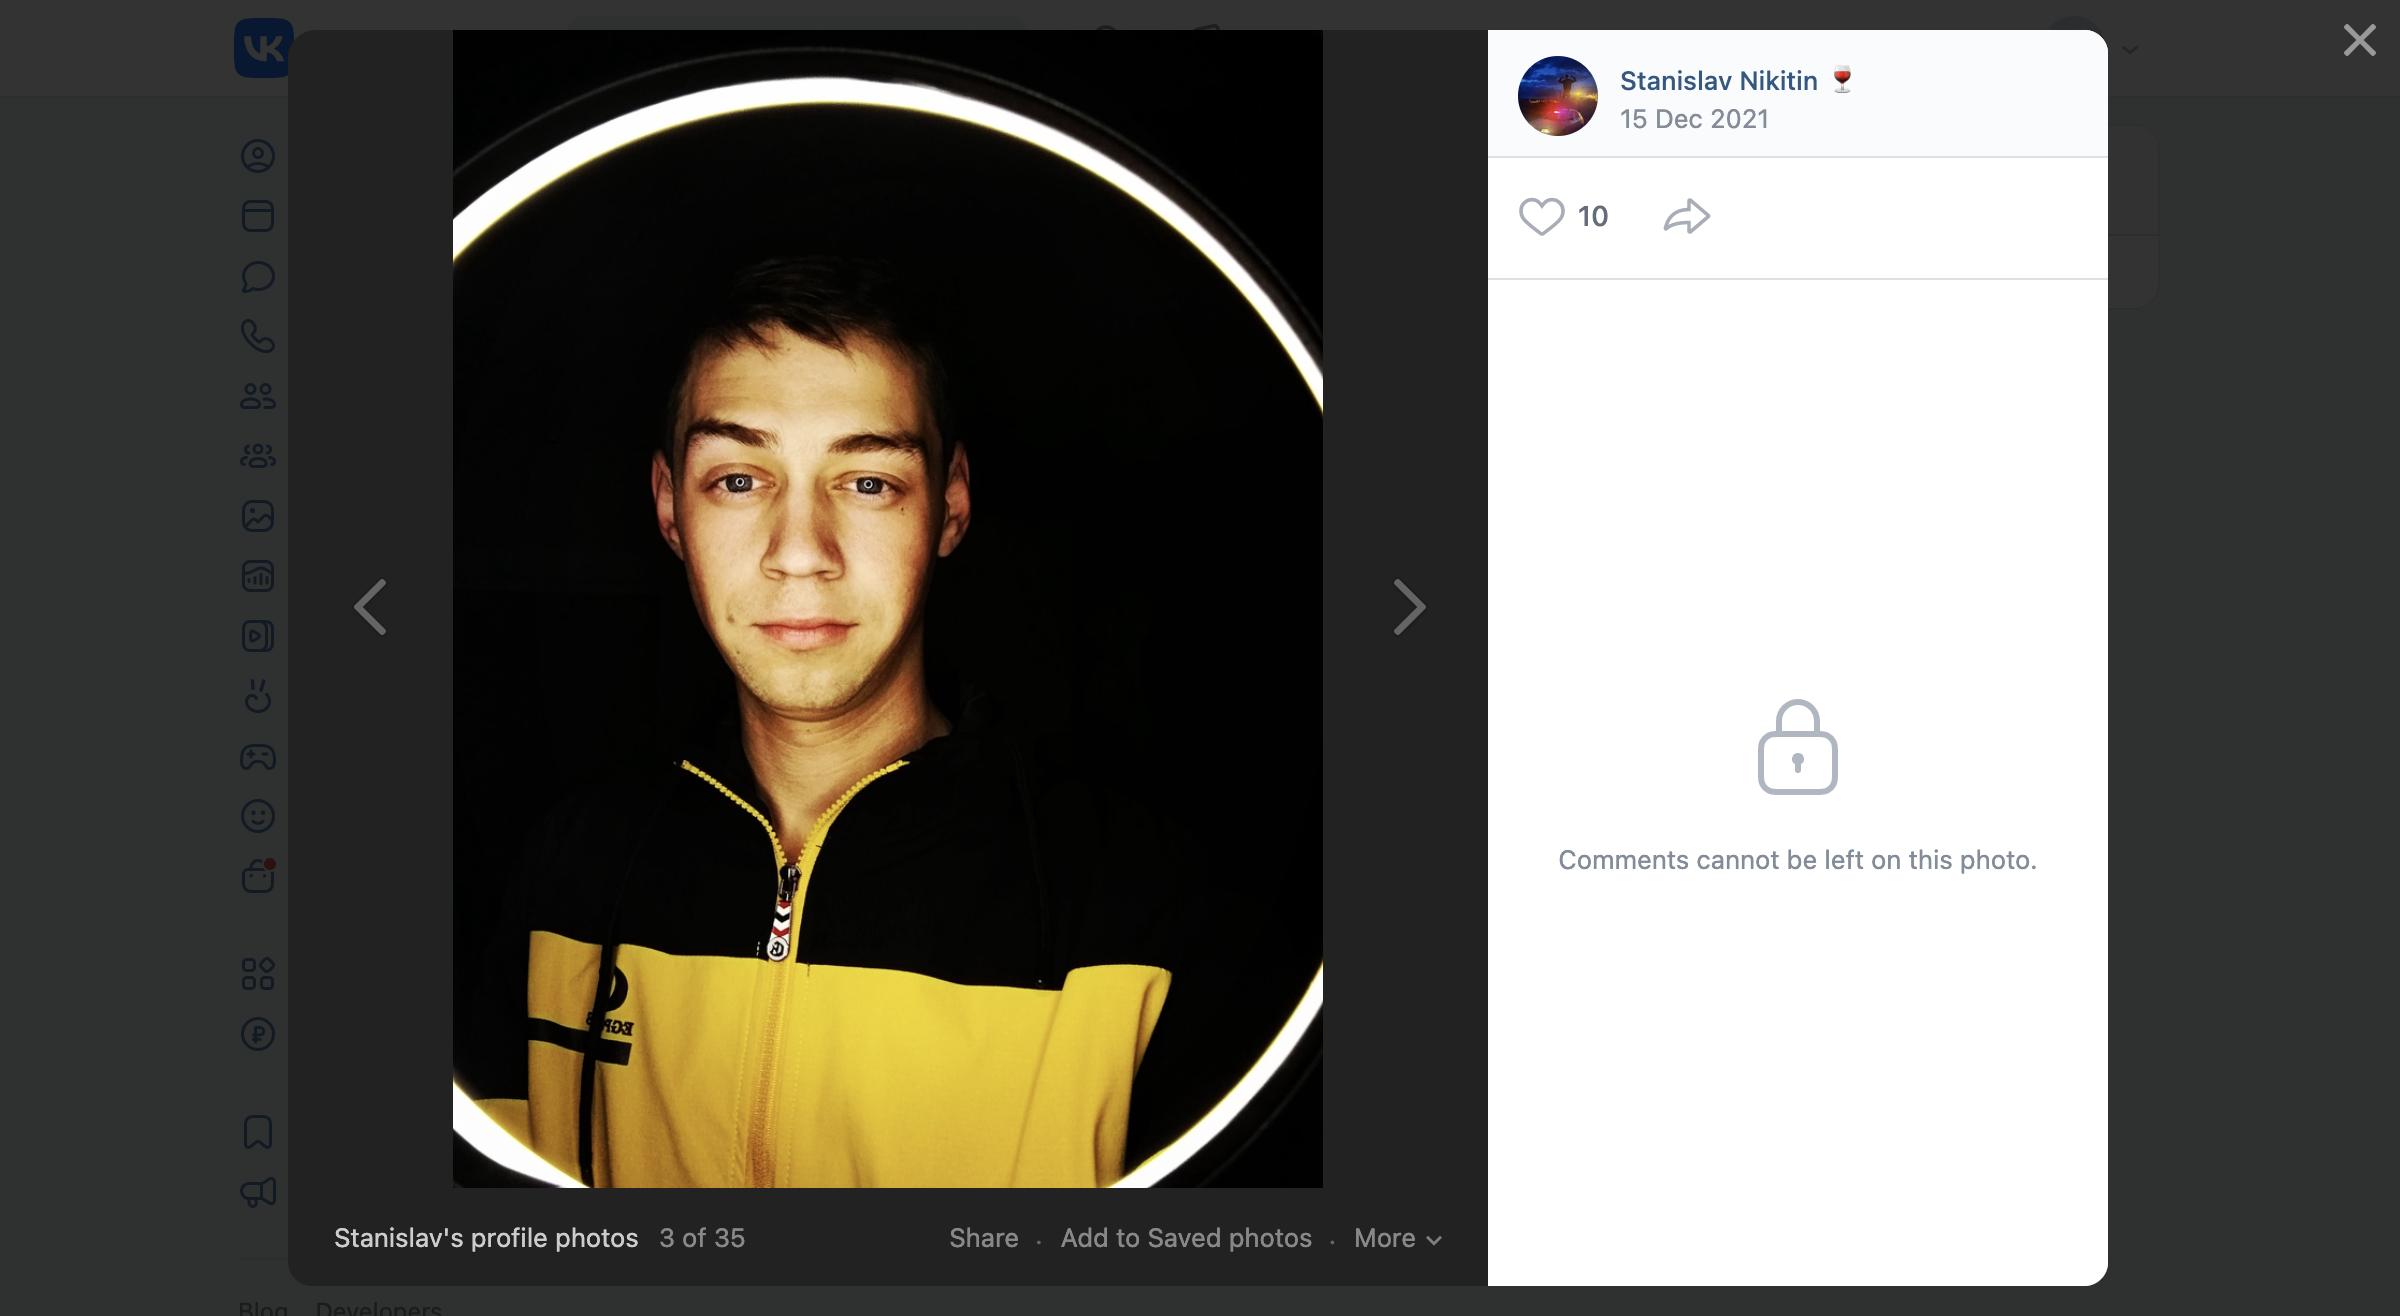 VK
Stanislav Nikitin
15 Dec 2021
10
Comments cannot be left on this photo.
Stanislav's profile photos 3 of 35
Share · Add to Saved photos · More
Blog Developers